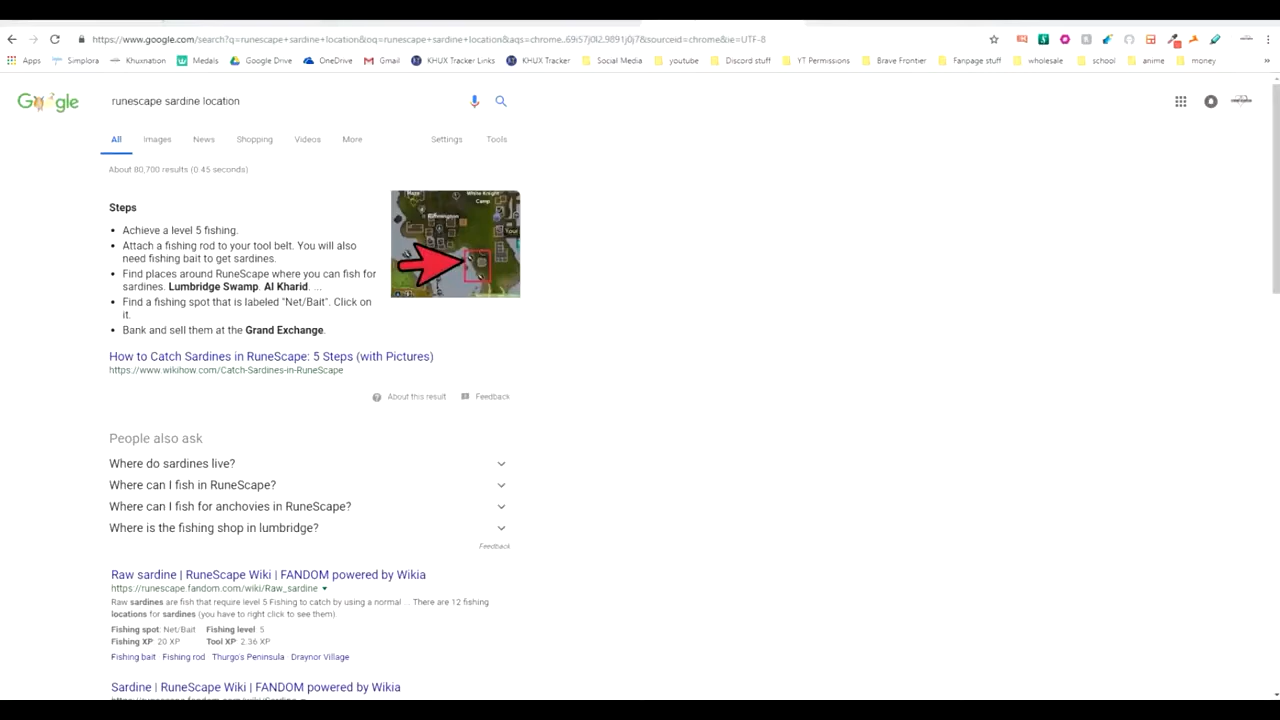 https://www.google.com/search?q=runescape+sardine+location&oq=runescape+sardine+location&aqs=chrome..69i57j0l2.9891j0j7&sourceid=chrome&ie=UTF-8
Apps Simplora Khuxnation Medals Google Drive OneDrive Gmail KHUX Tracker Links KHUX Tracker Social Media youtube Discord stuff YT Permissions Brave Frontier Fanpage stuff wholesale school anime money »
Google runescape sardine location
All Images News Shopping Videos More Settings Tools
About 80,700 results (0.45 seconds)
Steps
• Achieve a level 5 fishing.
• Attach a fishing rod to your tool belt. You will also
need fishing bait to get sardines.
• Find places around RuneScape where you can fish for
sardines. Lumbridge Swamp. Al Kharid. ...
• Find a fishing spot that is labeled "Net/Bait". Click on
it.
• Bank and sell them at the Grand Exchange.
White Knight
Camp
Rimmington
Your
How to Catch Sardines in RuneScape: 5 Steps (with Pictures)
https://www.wikihow.com/Catch-Sardines-in-RuneScape
About this result Feedback
People also ask
Where do sardines live?
Where can I fish in RuneScape?
Where can I fish for anchovies in RuneScape?
Where is the fishing shop in lumbridge?
Feedback
Raw sardine | RuneScape Wiki | FANDOM powered by Wikia
https://runescape.fandom.com/wiki/Raw_sardine
Raw sardines are fish that require level 5 Fishing to catch by using a normal ... There are 12 fishing
locations for sardines (you have to right click to see them).
Fishing spot: Net/Bait Fishing level: 5
Fishing XP: 20 XP Tool XP: 2.36 XP
Fishing bait Fishing rod Thurgo's Peninsula Draynor Village
Sardine | RuneScape Wiki | FANDOM powered by Wikia